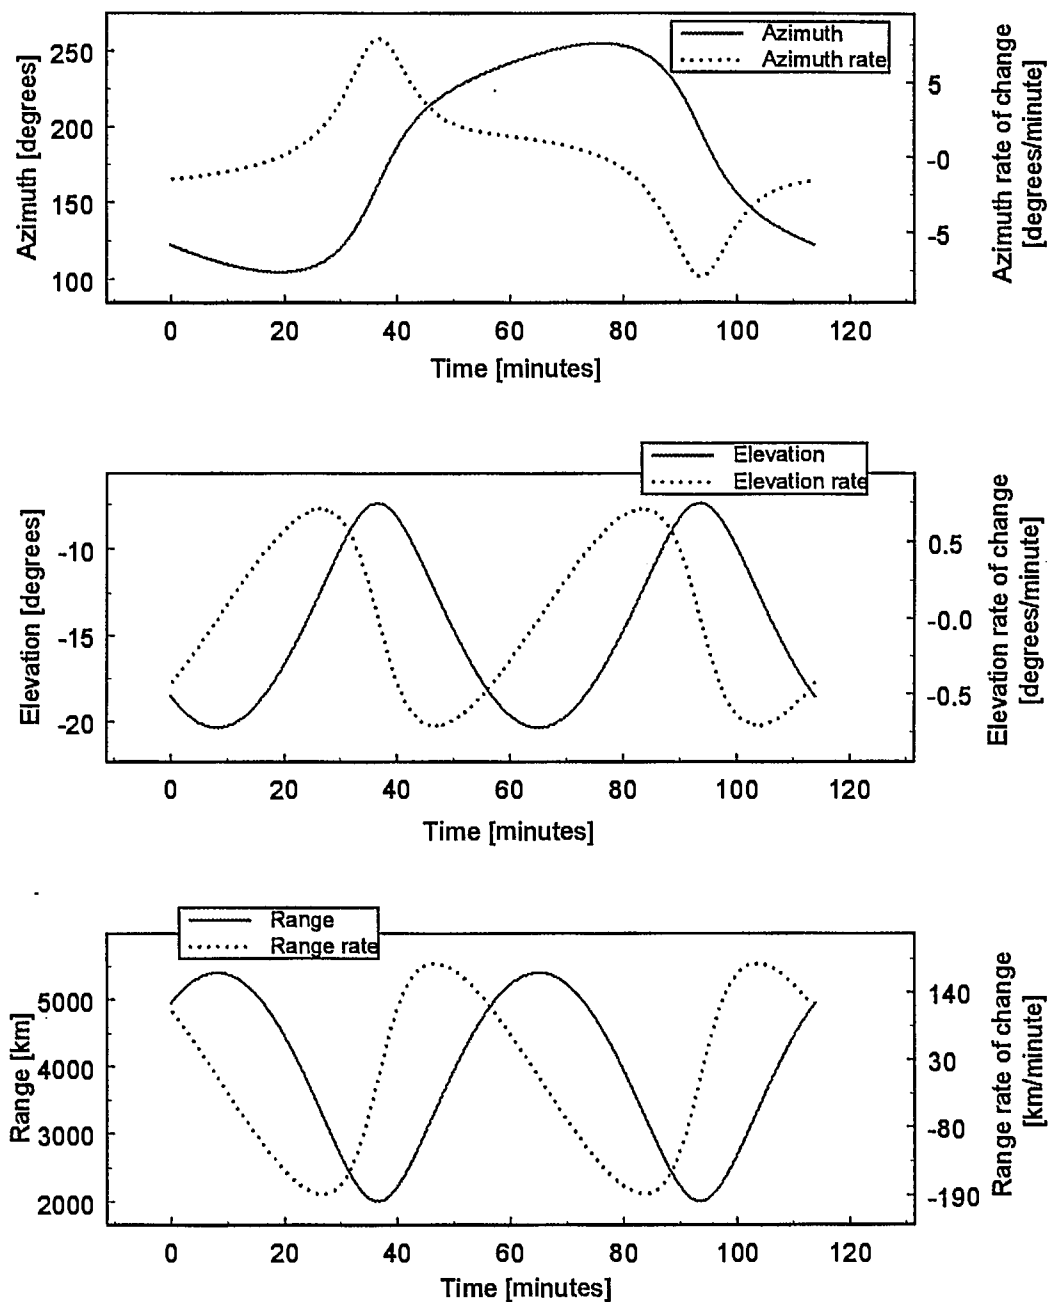 Azimuth
Azimuth rate
250
200
150
100
5
-0
-5
Azimuth [degrees]
Azimuth rate of change
[degrees/minute]
0 20 40 60 80 100 120
Time [minutes]
Elevation
Elevation rate
-10
-15
-20
0.5
-0.0
-0.5
Elevation [degrees]
Elevation rate of change
[degrees/minute]
0 20 40 60 80 100 120
Time [minutes]
Range
Range rate
5000
4000
3000
2000
140
30
-80
-190
Range [km]
Range rate of change
[km/minute]
0 20 40 60 80 100 120
Time [minutes]